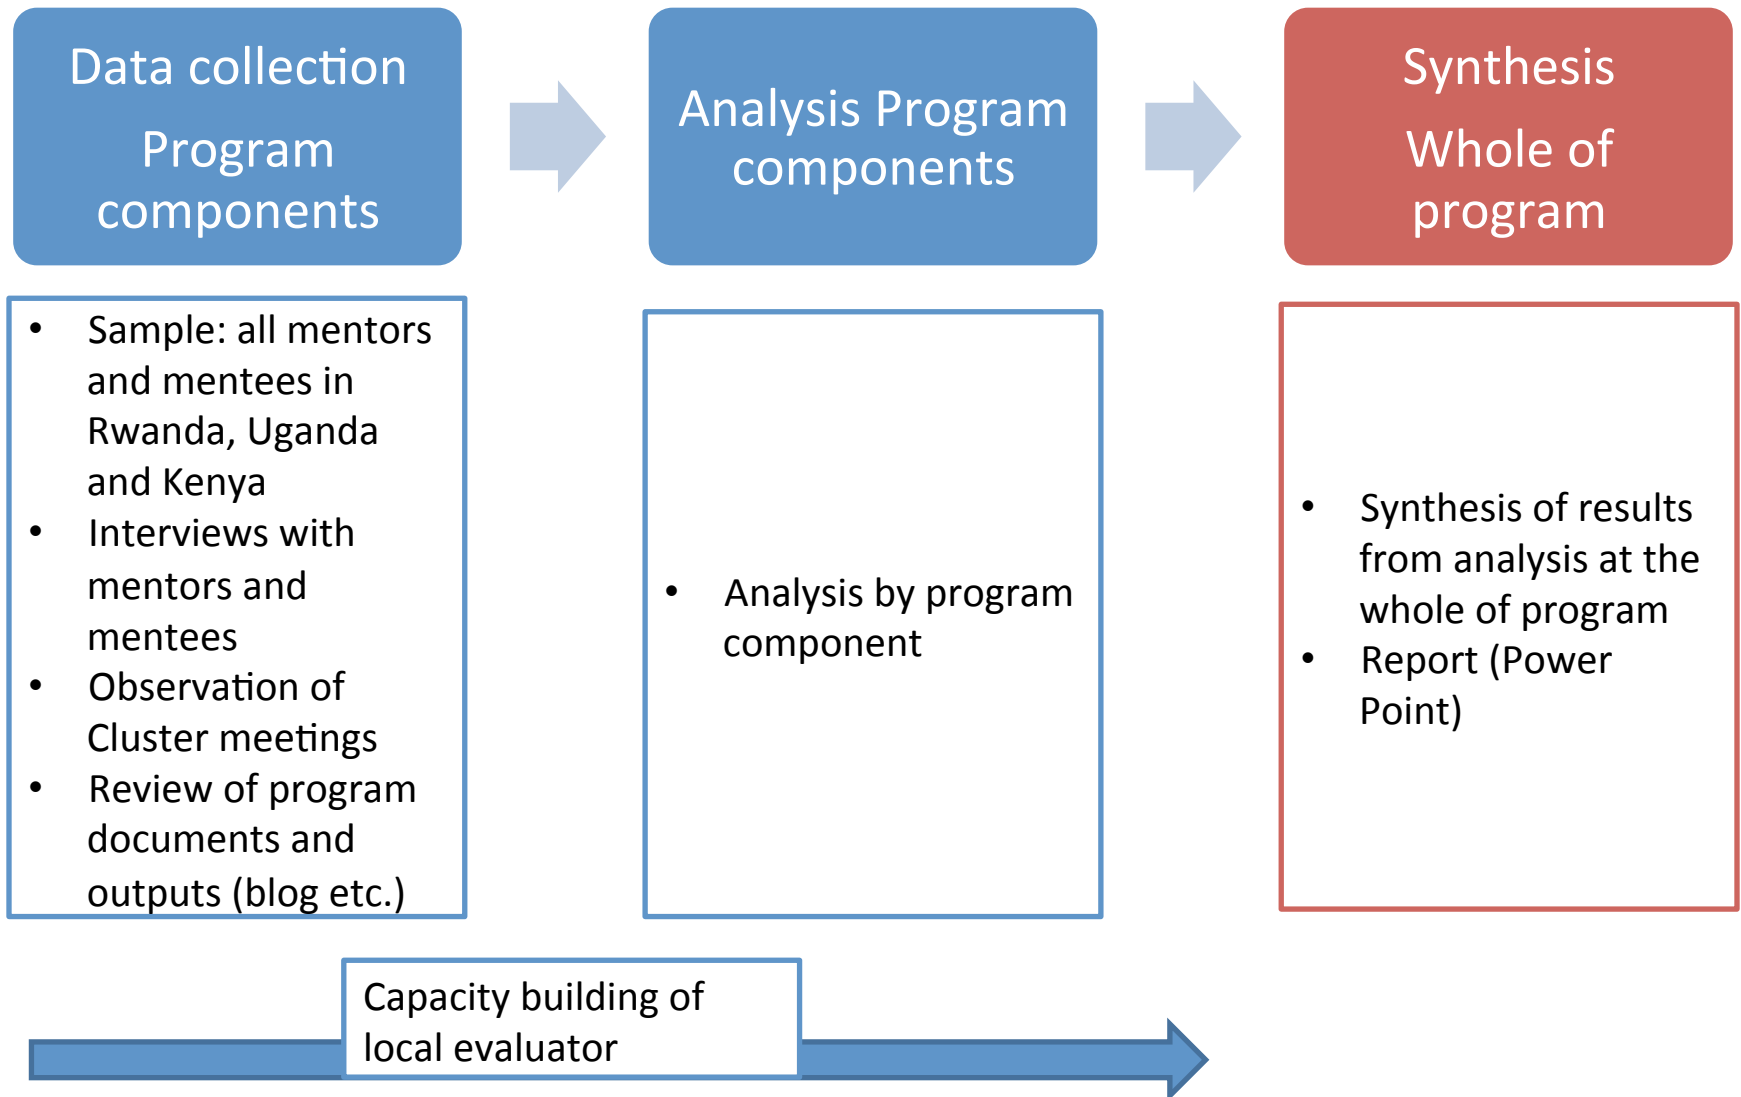 Data collection
Program
components
Analysis Program
components
Synthesis
Whole of
program
• Sample: all mentors
and mentees in
Rwanda, Uganda
and Kenya
• Interviews with
mentors and
mentees
• Observation of
Cluster meetings
• Review of program
documents and
outputs (blog etc.)
• Analysis by program
component
• Synthesis of results
from analysis at the
whole of program
• Report (Power
Point)
Capacity building of
local evaluator